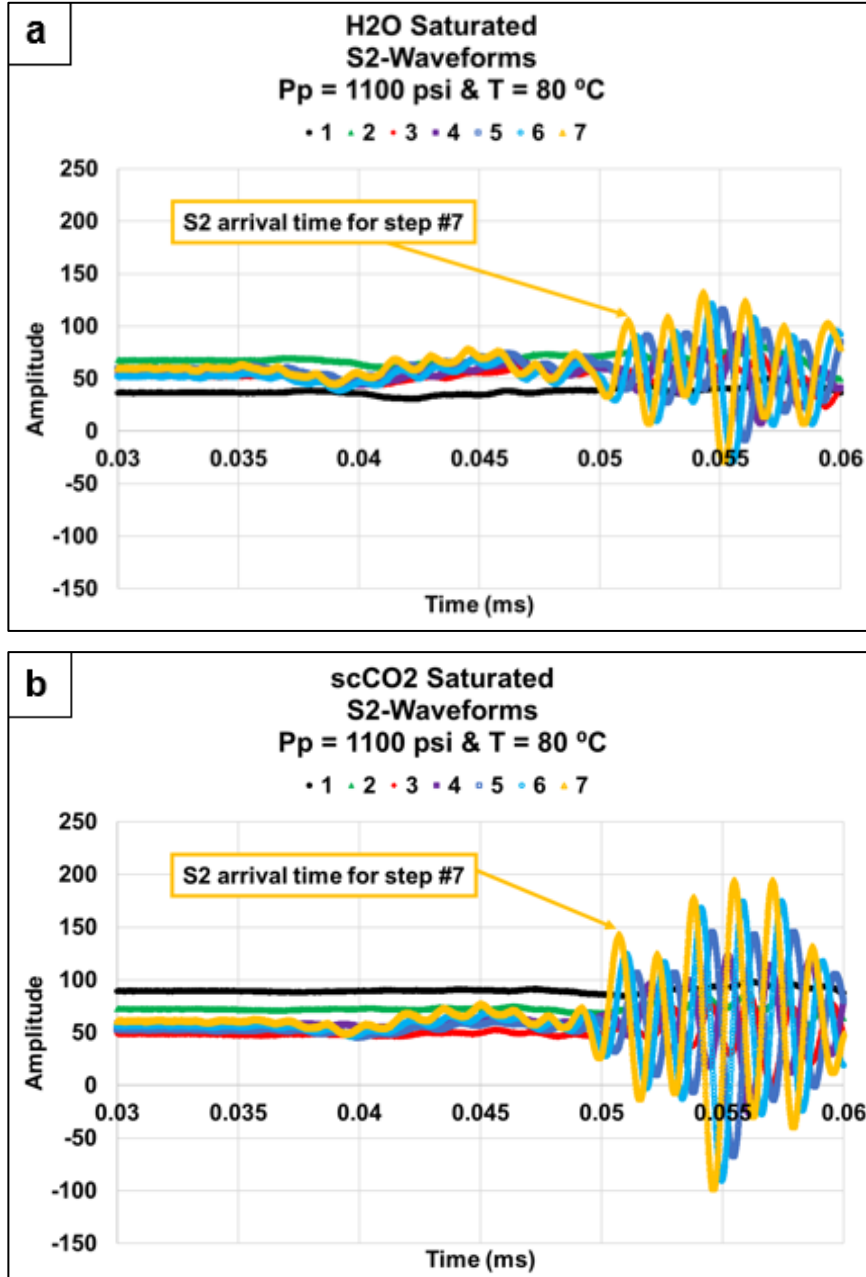 a
H2O Saturated
S2-Waveforms
Pp = 1100 psi & T = 80 ºC
1 2 3 4 5 6 7
250
200
S2 arrival time for step #7
150
100
50
0
-50
-100
-150
Amplitude
0.03 0.035 0.04 0.045 0.05 0.055 0.06
Time (ms)
b
scCO2 Saturated
S2-Waveforms
Pp = 1100 psi & T = 80 ºC
1 2 3 4 5 6 7
250
200
S2 arrival time for step #7
150
100
50
0
-50
-100
-150
Amplitude
0.03 0.035 0.04 0.045 0.05 0.055 0.06
Time (ms)